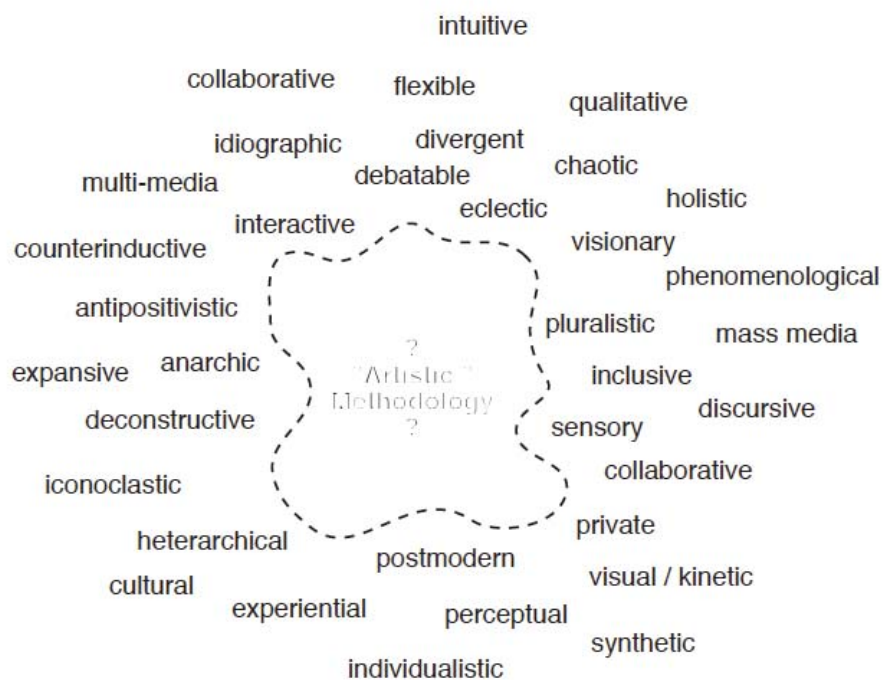 intuitive
collaborative
flexible
qualitative
idiographic
divergent
multi-media
debatable
chaotic
holistic
interactive
eclectic
counterinductive
visionary
phenomenological
antipositivistic
pluralistic
mass media
?
"Artistic"
Methodology
?
expansive
anarchic
inclusive
discursive
deconstructive
sensory
collaborative
iconoclastic
private
heterarchical
postmodern
visual / kinetic
cultural
experiential
perceptual
synthetic
individualistic